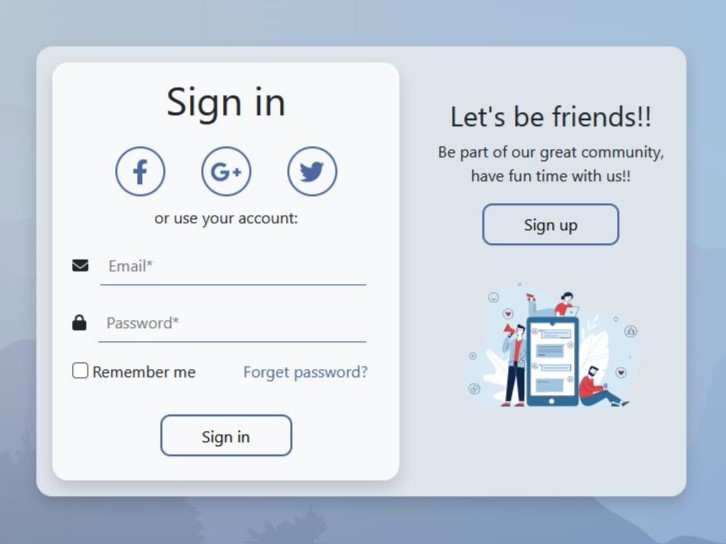 Sign in
G+
or use your account:
Email*
Password*
Remember me
Forget password?
Sign in
Let's be friends!!
Be part of our great community,
have fun time with us!!
Sign up